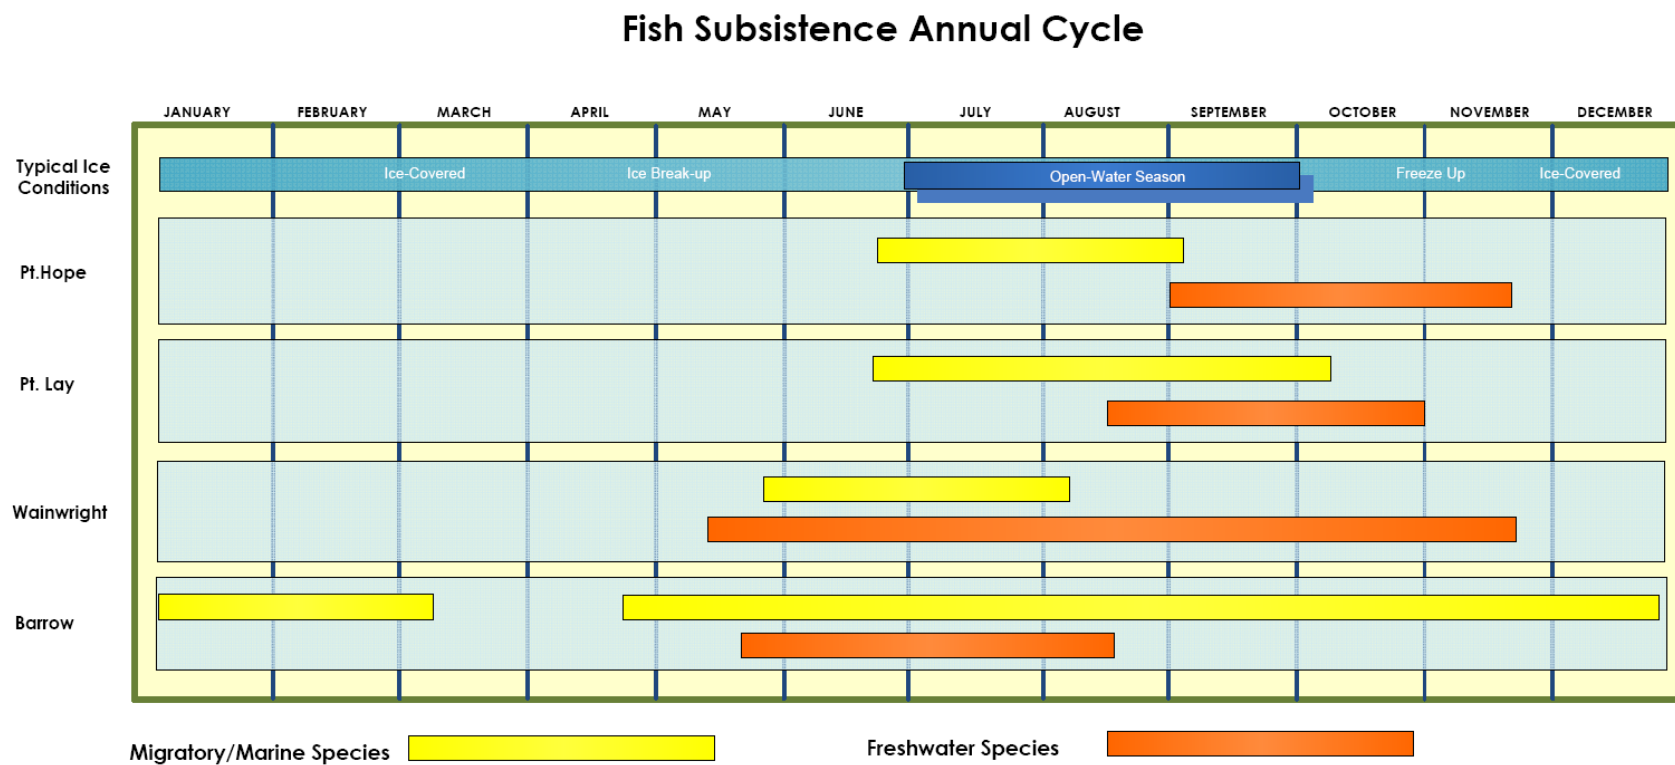 Fish Subsistence Annual Cycle
JANUARY FEBRUARY MARCH APRIL MAY JUNE JULY AUGUST SEPTEMBER OCTOBER NOVEMBER DECEMBER
Typical Ice
Conditions
Ice-Covered Ice Break-up Open-Water Season Freeze Up Ice-Covered
Pt.Hope
Pt. Lay
Wainwright
Barrow
Migratory/Marine Species Freshwater Species